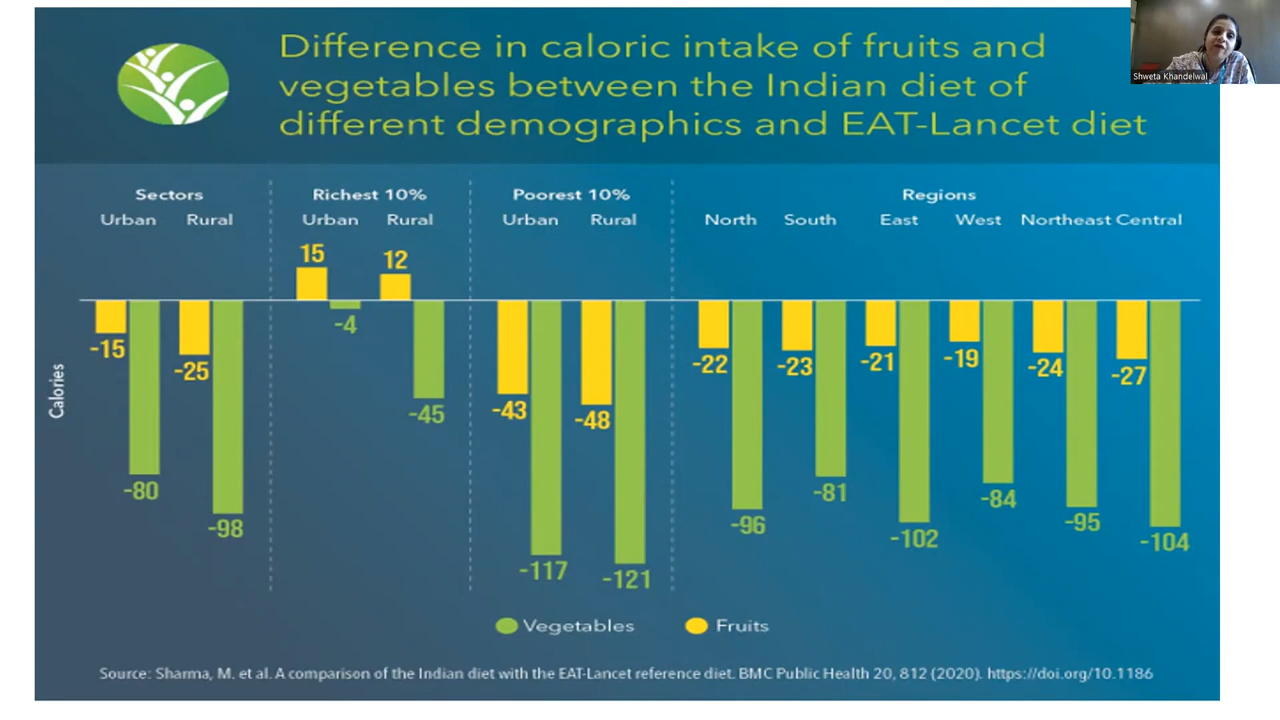 Difference in caloric intake of fruits and
vegetables between the Indian diet of
different demographics and EAT-Lancet diet
Shweta Khandelwal
Sectors
Urban Rural
Richest 10%
Urban Rural
Poorest 10%
Urban Rural
Regions
North South East West Northeast Central
Calories
-15 -80 -25 -98
15 -4 12 -45
-43 -117 -48 -121
-22 -96 -23 -81 -21 -102 -19 -84 -24 -95 -27 -104
Vegetables Fruits
Source: Sharma, M. et al. A comparison of the Indian diet with the EAT-Lancet reference diet. BMC Public Health 20, 812 (2020). https://doi.org/10.1186